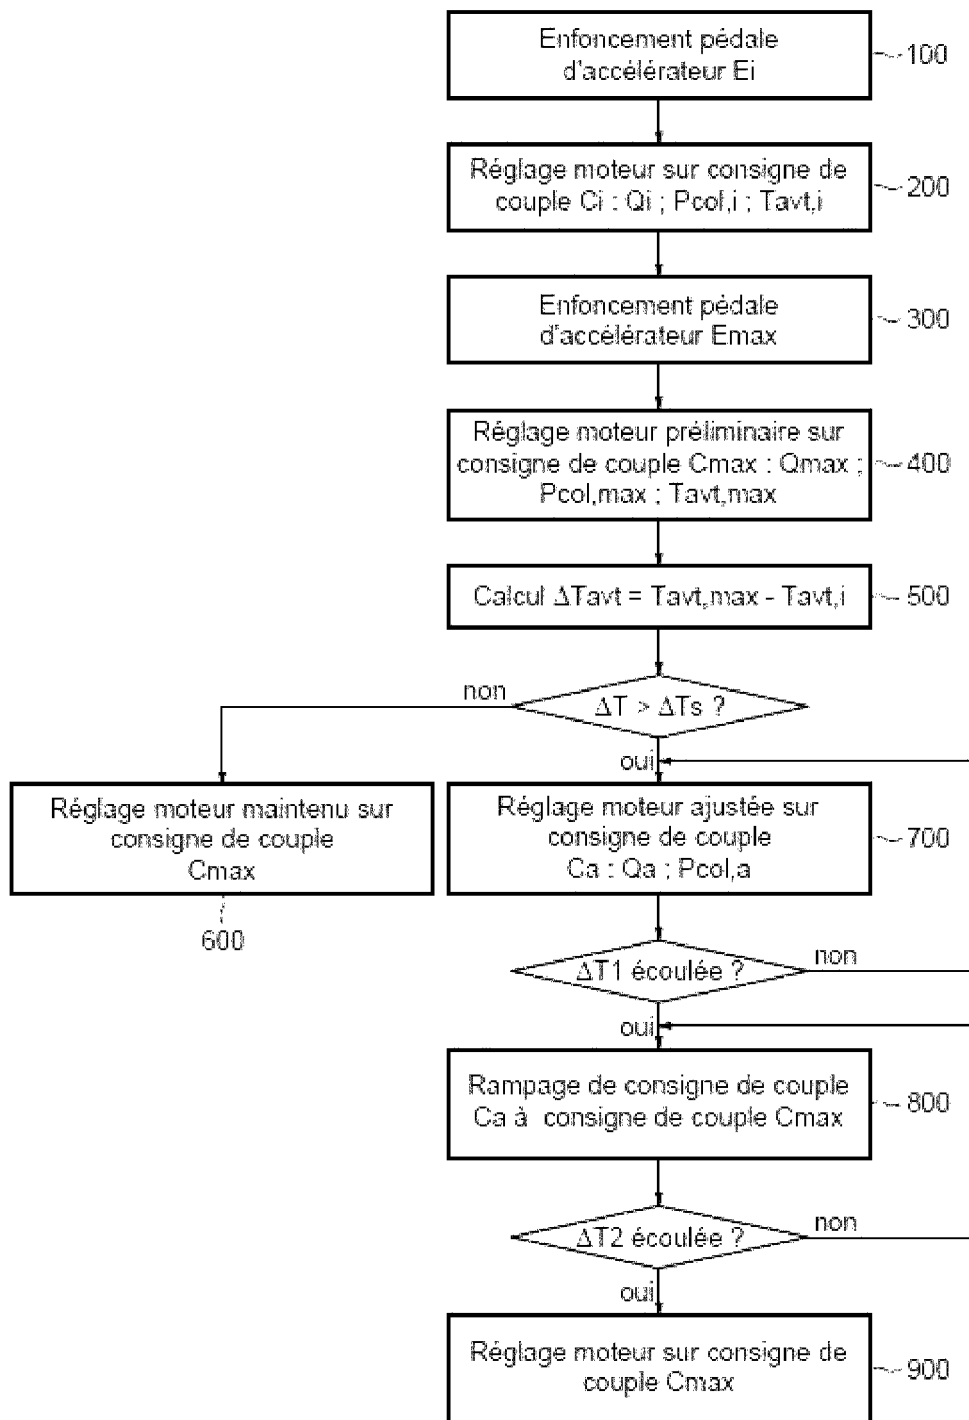 Enfoncement pédale
d'accélérateur Ei
100
Réglage moteur sur consigne de
couple Ci : Qi ; Pcol,i ; Tavt,i
200
Enfoncement pédale
d'accélérateur Emax
300
Réglage moteur préliminaire sur
consigne de couple Cmax : Qmax ;
Pcol,max ; Tavt,max
400
Calcul ΔTavt = Tavt,max - Tavt,i
500
non
ΔT > ΔTs ?
oui
Réglage moteur maintenu sur
consigne de couple
Cmax
600
Réglage moteur ajustée sur
consigne de couple
Ca : Qa ; Pcol,a
700
ΔT1 écoulée ?
non
oui
Rampage de consigne de couple
Ca à consigne de couple Cmax
800
ΔT2 écoulée ?
non
oui
Réglage moteur sur consigne de
couple Cmax
900